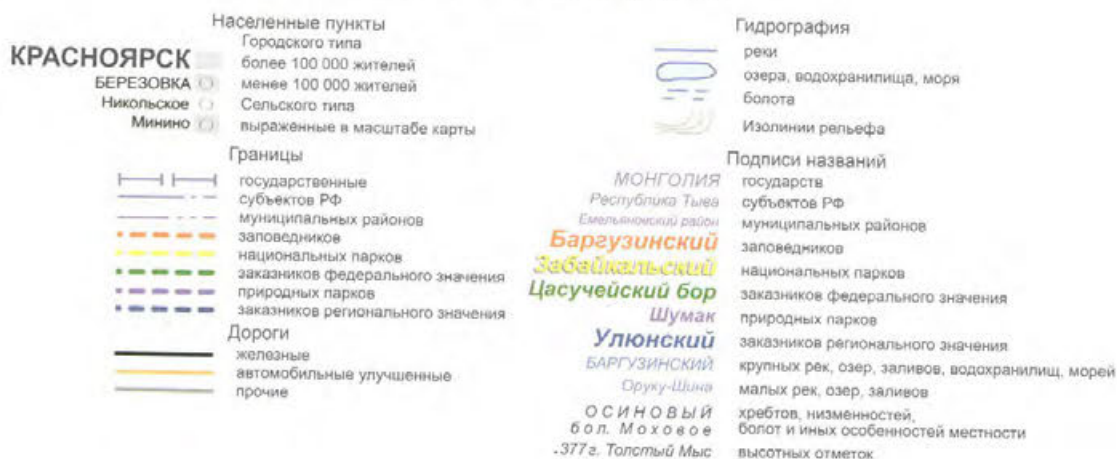 Населенные пункты
Городского типа
КРАСНОЯРСК более 100 000 жителей
БЕРЕЗОВКА менее 100 000 жителей
Никольское Сельского типа
Минино выраженные в масштабе карты
Границы
государственные
субъектов РФ
муниципальных районов
заповедников
национальных парков
заказников федерального значения
природных парков
заказников регионального значения
Дороги
железные
автомобильные улучшенные
прочие
Гидрография
реки
озера, водохранилища, моря
болота
Изолинии рельефа
Подписи названий
МОНГОЛИЯ государств
Республика Тыва субъектов РФ
Емельяновский район муниципальных районов
Баргузинский заповедников
Забайкальский национальных парков
Цасучейский бор заказников федерального значения
Шумак природных парков
Улюнский заказников регионального значения
БАРГУЗИНСКИЙ крупных рек, озер, заливов, водохранилищ, морей
Оруку-Шина малых рек, озер, заливов
ОСИНОВЫЙ хребтов, низменностей,
бол. Моховое болот и иных особенностей местности
.377 г. Толстый Мыс высотных отметок